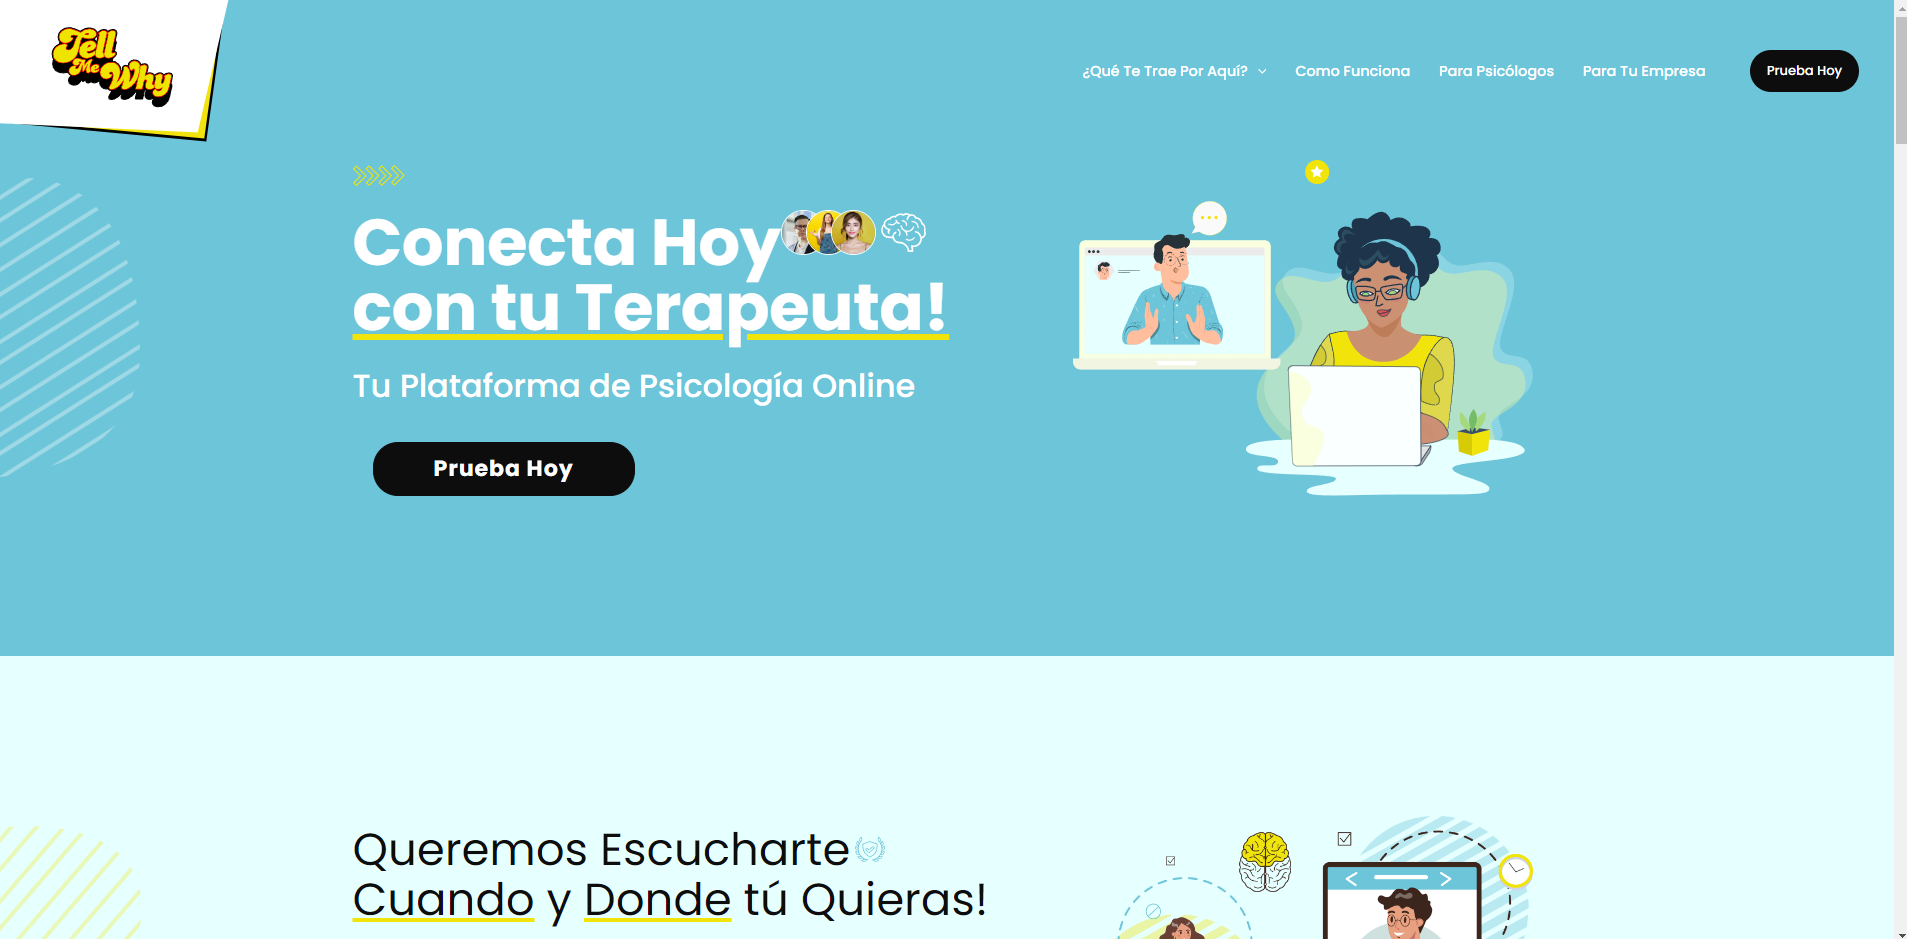 Tell
Me
Why
¿Qué Te Trae Por Aquí?
Como Funciona
Para Psicólogos
Para Tu Empresa
Prueba Hoy
Conecta Hoy
con tu Terapeuta!
Tu Plataforma de Psicología Online
Prueba Hoy
Queremos Escucharte
Cuando y Donde tú Quieras!